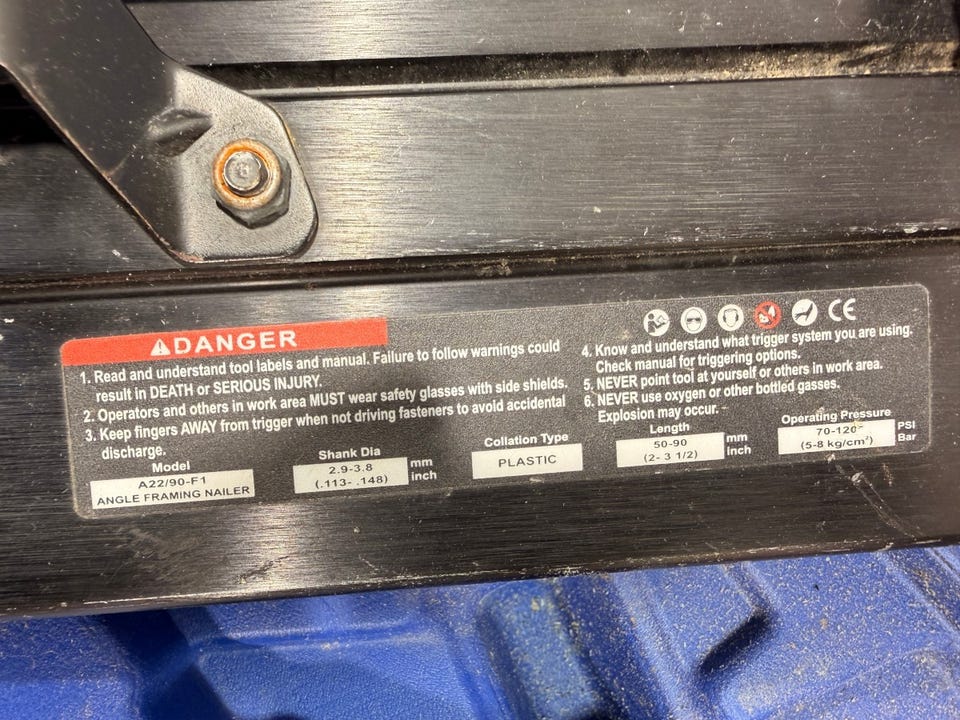 DANGER
1. Read and understand tool labels and manual. Failure to follow warnings could
result in DEATH or SERIOUS INJURY.
2. Operators and others in work area MUST wear safety glasses with side shields.
3. Keep fingers AWAY from trigger when not driving fasteners to avoid accidental
discharge.
CE
4. Know and understand what trigger system you are using.
Check manual for triggering options.
5. NEVER point tool at yourself or others in work area.
6. NEVER use oxygen or other bottled gasses.
Explosion may occur.
Model
A22/90-F1
ANGLE FRAMING NAILER
Shank Dia
2.9-3.8 mm
(.113- .148) inch
Collation Type
PLASTIC
Length
50-90 mm
(2- 3 1/2) inch
Operating Pressure
70-120 PSI
(5-8 kg/cm²) Bar